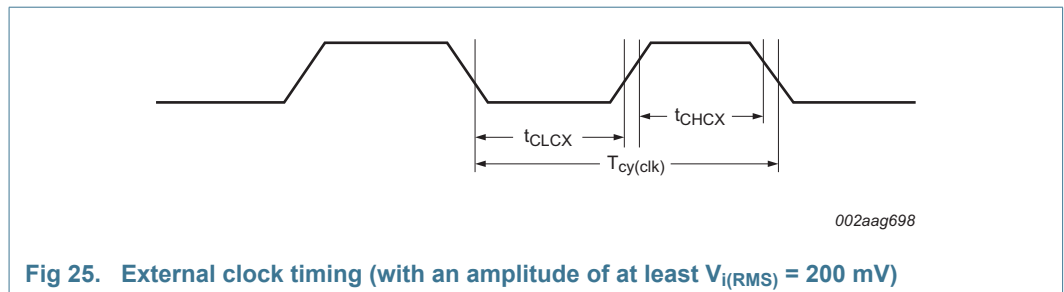 tCLCX
tCHCX
Tcy(clk)
002aag698
Fig 25. External clock timing (with an amplitude of at least Vi(RMS) = 200 mV)